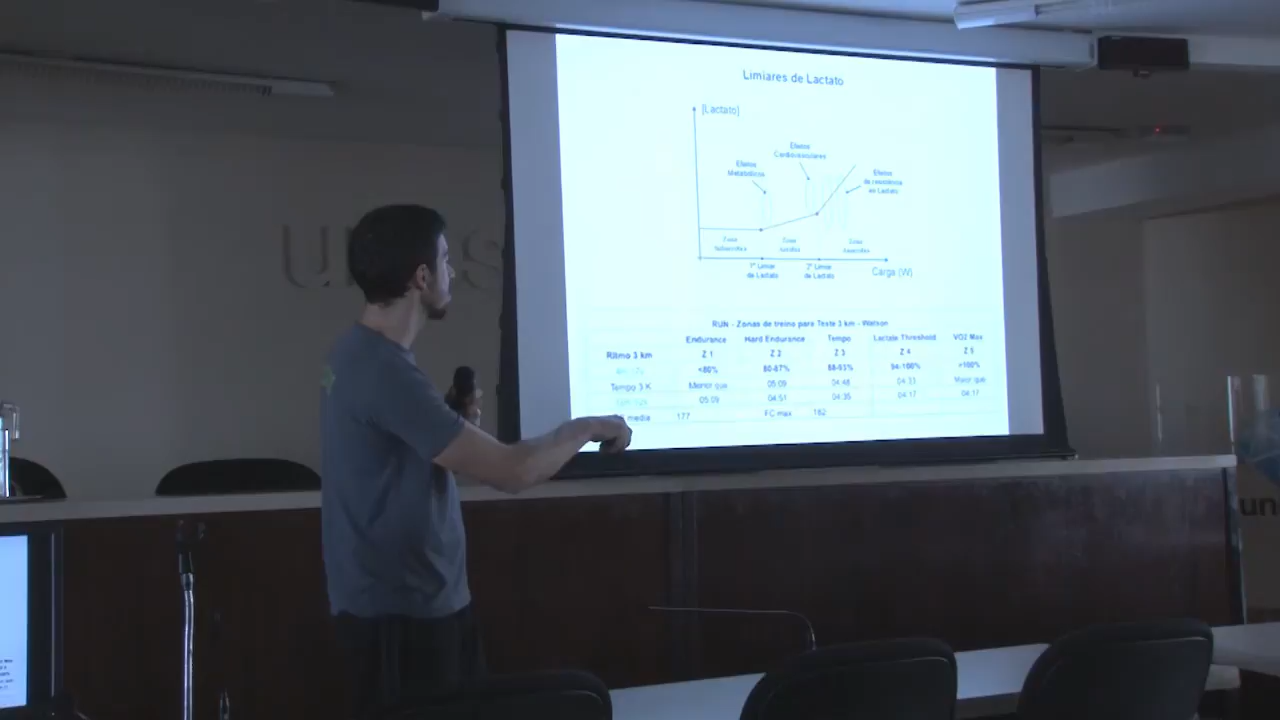 Limiares de Lactato
[Lactato]
Efeitos
Metabólicos
Efeitos
Cardiovasculares
Efeitos
de resistência
ao Lactato
Zona
Zona
Zona
1º Limiar
de Lactato
2º Limiar
de Lactato
Carga (W)
RUN - Zonas de treino para Teste 3 km - Watson
Endurance Hard Endurance Tempo Lactate Threshold VO2 Max
Ritmo 3 km Z 1 Z 2 Z 3 Z 4 Z 5
<80% 80-87% 88-93% 94-100% >100%
Tempo 3 K Menor que 05:09 04:48 04:33 Maior que
05:09 04:51 04:35 04:17 04:17
media 177 FC max 182
un